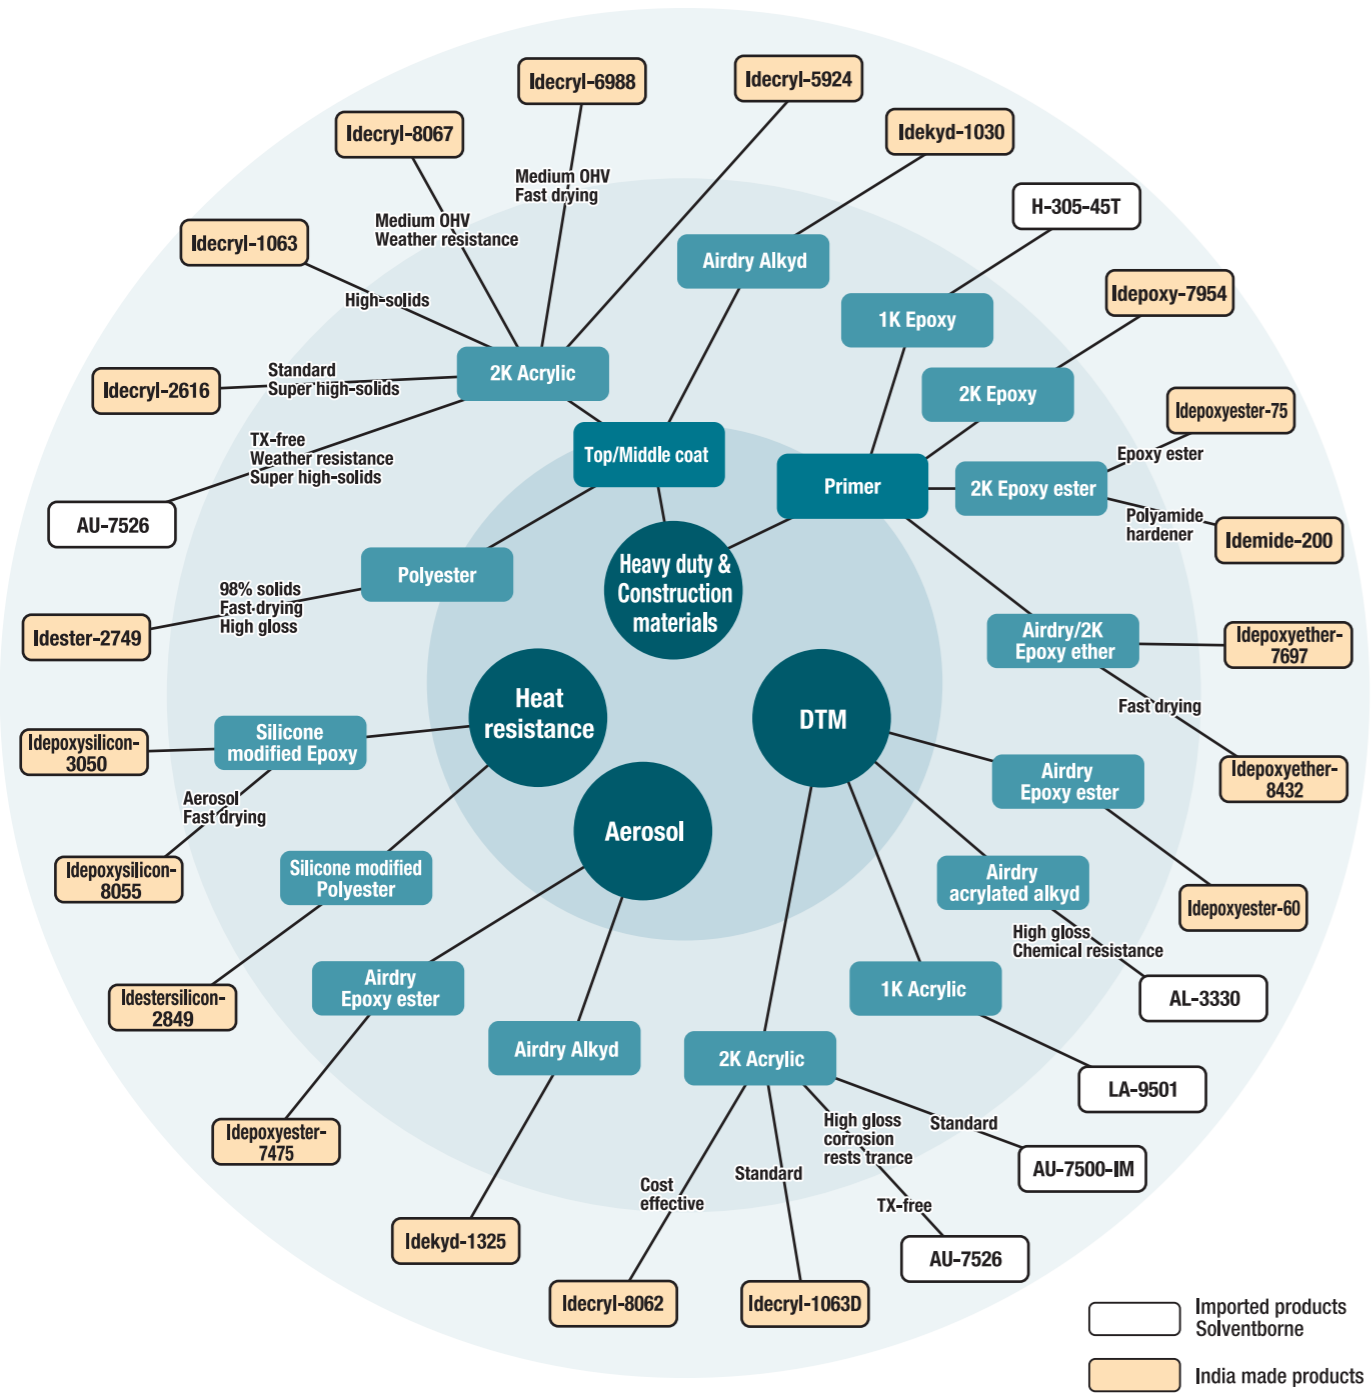 Idecryl-6988
Idecryl-5924
Idecryl-8067
Idekyd-1030
Medium OHV
Fast drying
H-305-45T
Medium OHV
Weather resistance
Idecryl-1063
Airdry Alkyd
High-solids
Idepoxy-7954
1K Epoxy
Standard
Super high-solids
Idecryl-2616
2K Acrylic
2K Epoxy
Idepoxyester-75
TX-free
Weather resistance
Super high-solids
Top/Middle coat
Epoxy ester
Primer
2K Epoxy ester
AU-7526
Polyamide
hardener
Idemide-200
Polyester
Heavy duty &
Construction
materials
98% solids
Fast-drying
High gloss
Idester-2749
Airdry/2K
Epoxy ether
Idepoxyether-
7697
Heat
resistance
DTM
Fast drying
Silicone
modified Epoxy
Idepoxysilicon-
3050
Airdry
Epoxy ester
Idepoxyether-
8432
Aerosol
Fast drying
Aerosol
Idepoxysilicon-
8055
Silicone modified
Polyester
Airdry
acrylated alkyd
Idepoxyester-60
High gloss
Chemical resistance
Airdry
Epoxy ester
1K Acrylic
AL-3330
Idestersilicon-
2849
Airdry Alkyd
2K Acrylic
LA-9501
Idepoxyester-
7475
High gloss
corrosion
rests trance
Standard
AU-7500-IM
Cost
effective
Standard
TX-free
Idekyd-1325
AU-7526
Idecryl-8062
Idecryl-1063D
Imported products
Solventborne
India made products